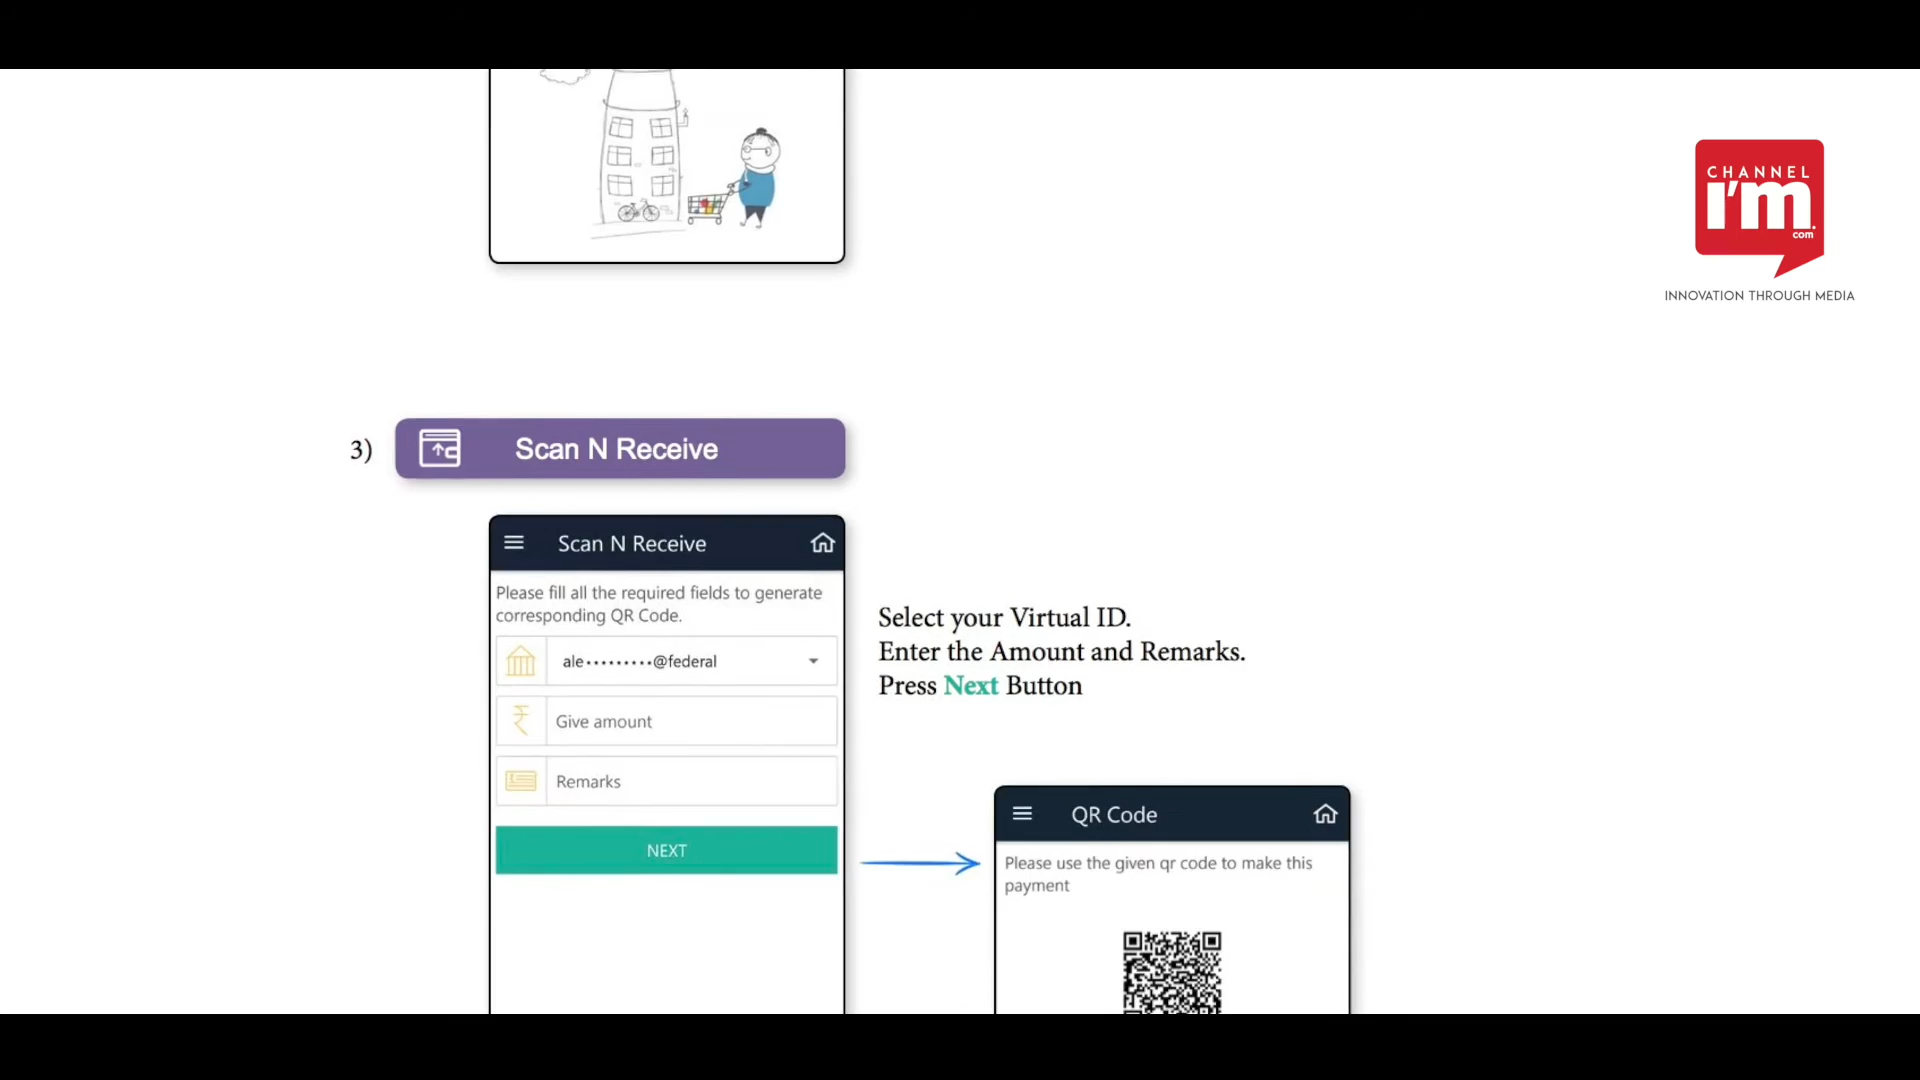 CHANNEL
I'm.
com
INNOVATION THROUGH MEDIA
3)
Scan N Receive
Scan N Receive
Please fill all the required fields to generate
corresponding QR Code.
ale•••••••••@federal
Give amount
Remarks
NEXT
Select your Virtual ID.
Enter the Amount and Remarks.
Press Next Button
QR Code
Please use the given qr code to make this
payment